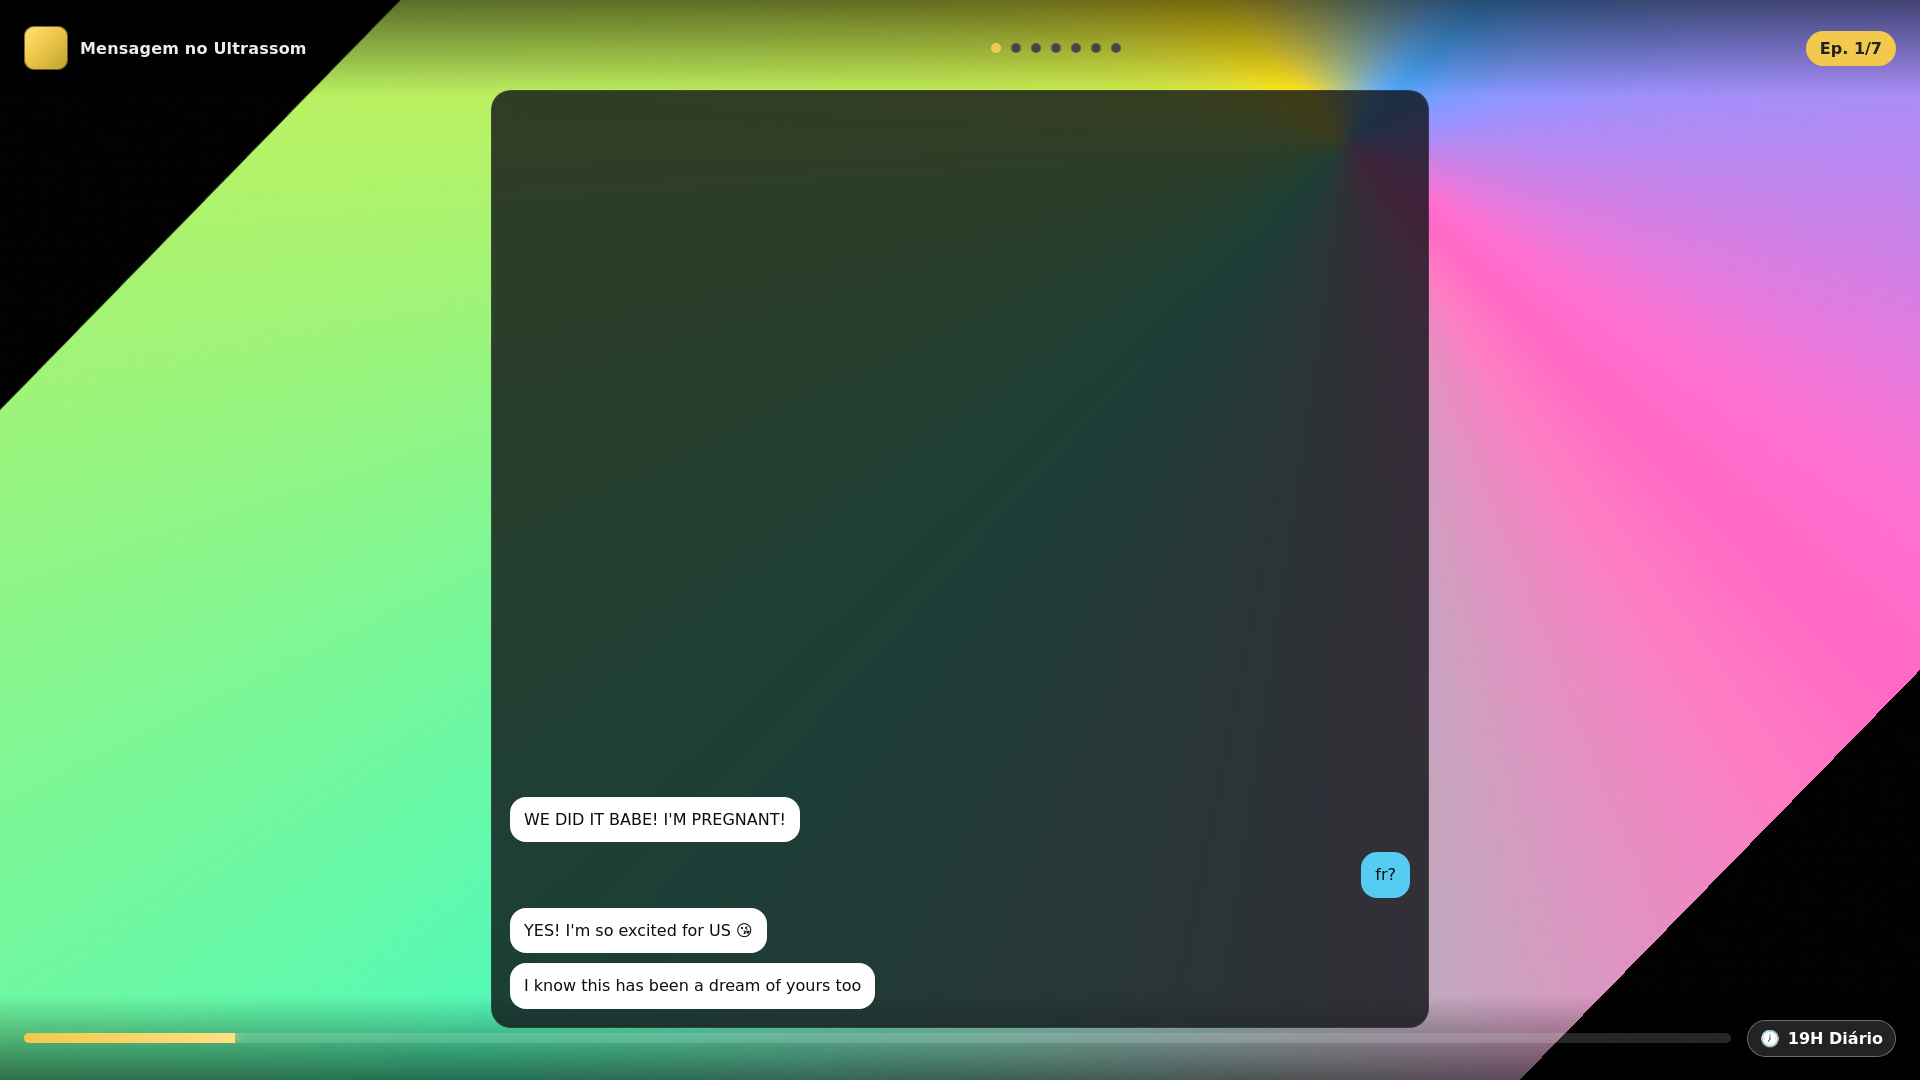 Mensagem no Ultrassom
Ep. 1/7
WE DID IT BABE! I'M PREGNANT!
fr?
YES! I'm so excited for US 😘
I know this has been a dream of yours too
🕖 19H Diário